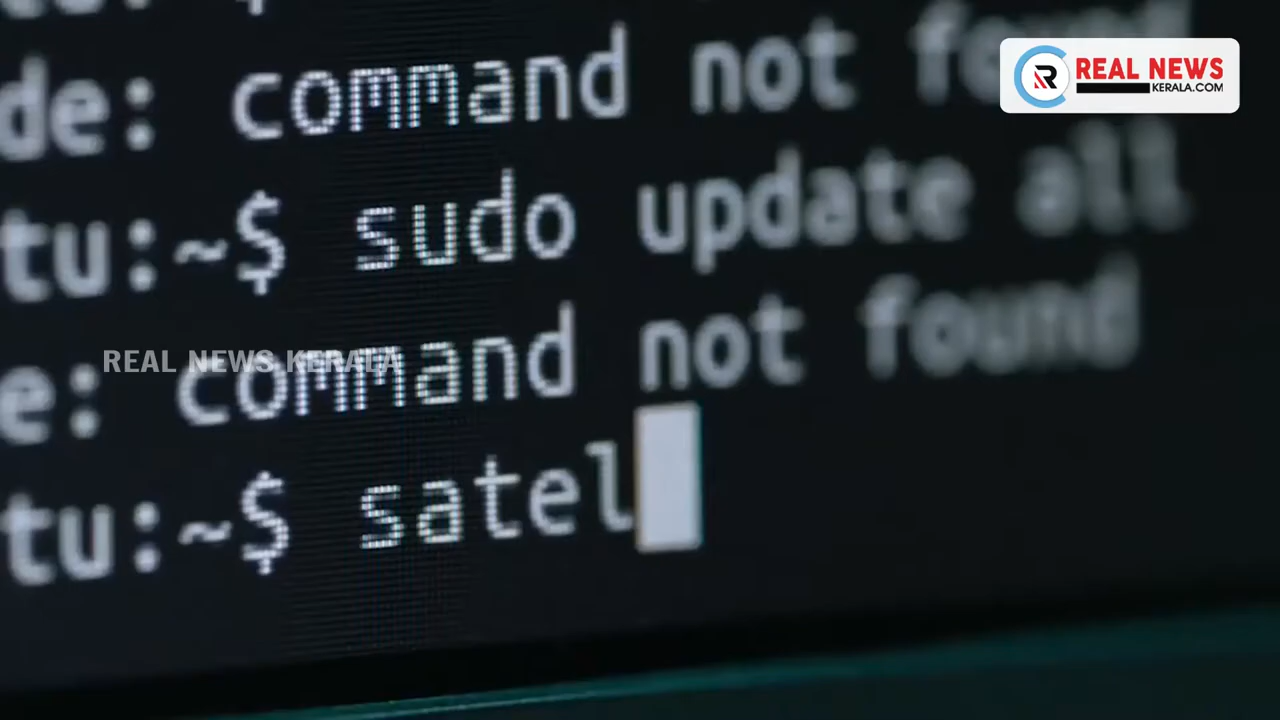 de: command not found
tu:~$ sudo update all
e: command not found
tu:~$ satel
REAL NEWS
KERALA.COM
REAL NEWS KERALA